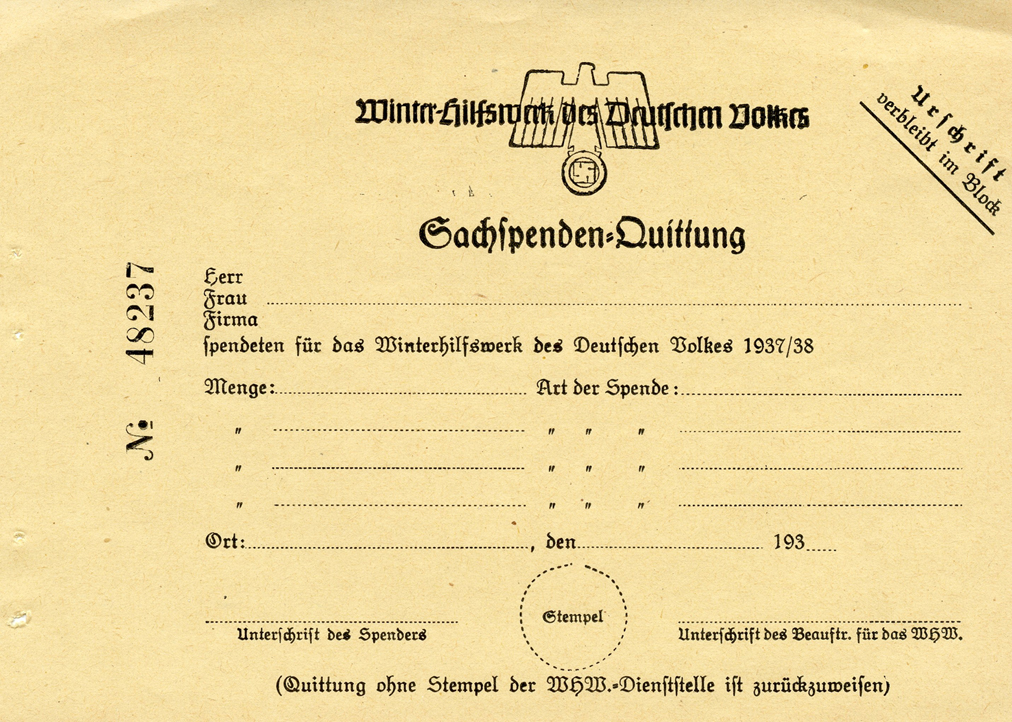 Winter-Hilfswerk des Deutschen Volkes
Urschrift
verbleibt im Block
Sachspenden-Quittung
No. 48237
Herr
Frau
Firma
spendeten für das Winterhilfswerk des Deutschen Volkes 1937/38
Menge: Art der Spende:
" " " "
" " " "
" " " "
Ort: , den 193
Stempel
Unterschrift des Spenders Unterschrift des Beauftr. für das WHW.
(Quittung ohne Stempel der WHW.-Dienststelle ist zurückzuweisen)